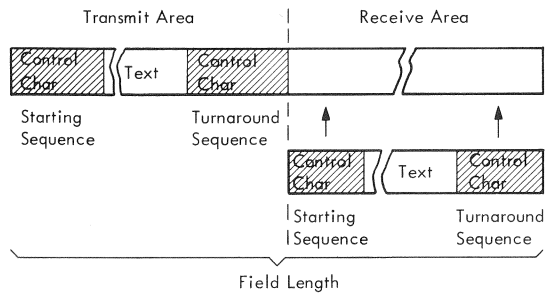 Transmit Area
Receive Area
Control
Char
Text
Control
Char
Starting
Sequence
Turnaround
Sequence
Control
Char
Text
Control
Char
Starting
Sequence
Turnaround
Sequence
Field Length